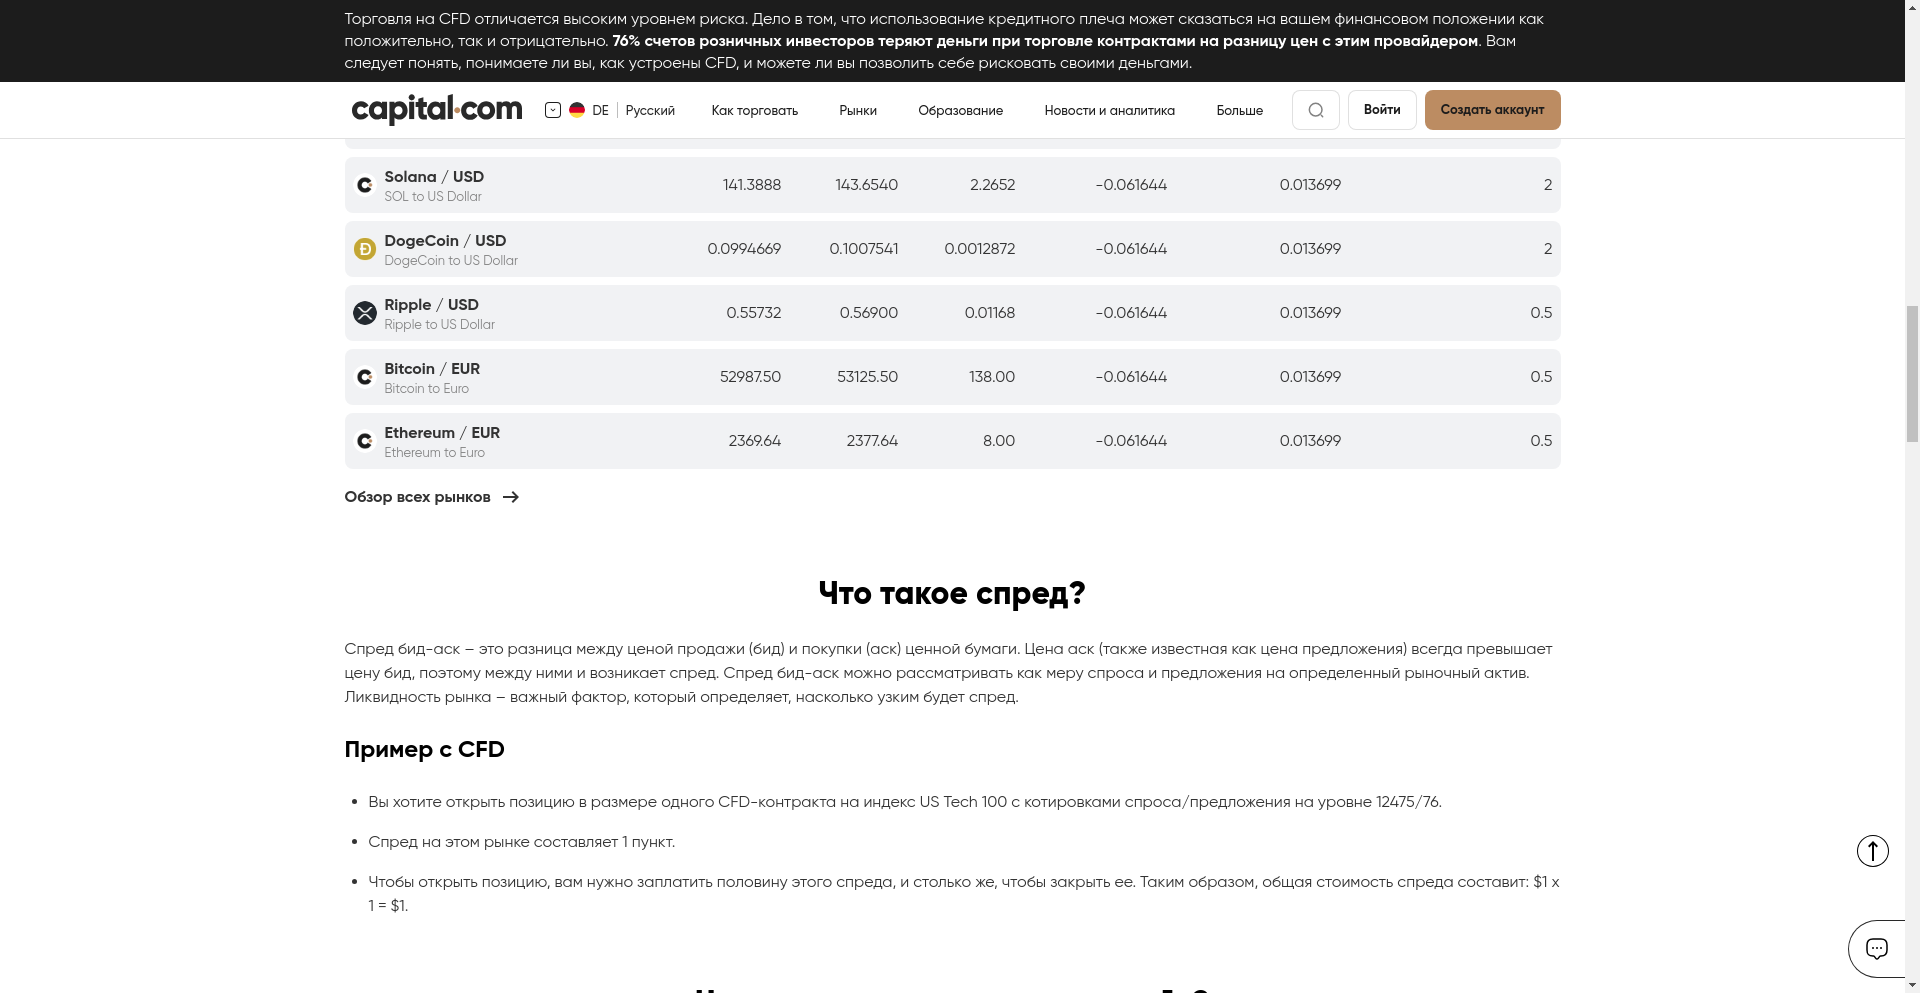 Торговля на CFD отличается высоким уровнем риска. Дело в том, что использование кредитного плеча может сказаться на вашем финансовом положении как
положительно, так и отрицательно. 76% счетов розничных инвесторов теряют деньги при торговле контрактами на разницу цен с этим провайдером. Вам
следует понять, понимаете ли вы, как устроены CFD, и можете ли вы позволить себе рисковать своими деньгами.
capital.com DE Русский Как торговать Рынки Образование Новости и аналитика Больше Войти Создать аккаунт
Solana / USD 141.3888 143.6540 2.2652 -0.061644 0.013699 2
SOL to US Dollar
DogeCoin / USD 0.0994669 0.1007541 0.0012872 -0.061644 0.013699 2
DogeCoin to US Dollar
Ripple / USD 0.55732 0.56900 0.01168 -0.061644 0.013699 0.5
Ripple to US Dollar
Bitcoin / EUR 52987.50 53125.50 138.00 -0.061644 0.013699 0.5
Bitcoin to Euro
Ethereum / EUR 2369.64 2377.64 8.00 -0.061644 0.013699 0.5
Ethereum to Euro
Обзор всех рынков
Что такое спред?
Спред бид-аск – это разница между ценой продажи (бид) и покупки (аск) ценной бумаги. Цена аск (также известная как цена предложения) всегда превышает
цену бид, поэтому между ними и возникает спред. Спред бид-аск можно рассматривать как меру спроса и предложения на определенный рыночный актив.
Ликвидность рынка – важный фактор, который определяет, насколько узким будет спред.
Пример с CFD
• Вы хотите открыть позицию в размере одного CFD-контракта на индекс US Tech 100 с котировками спроса/предложения на уровне 12475/76.
• Спред на этом рынке составляет 1 пункт.
• Чтобы открыть позицию, вам нужно заплатить половину этого спреда, и столько же, чтобы закрыть ее. Таким образом, общая стоимость спреда составит: $1 x
1 = $1.